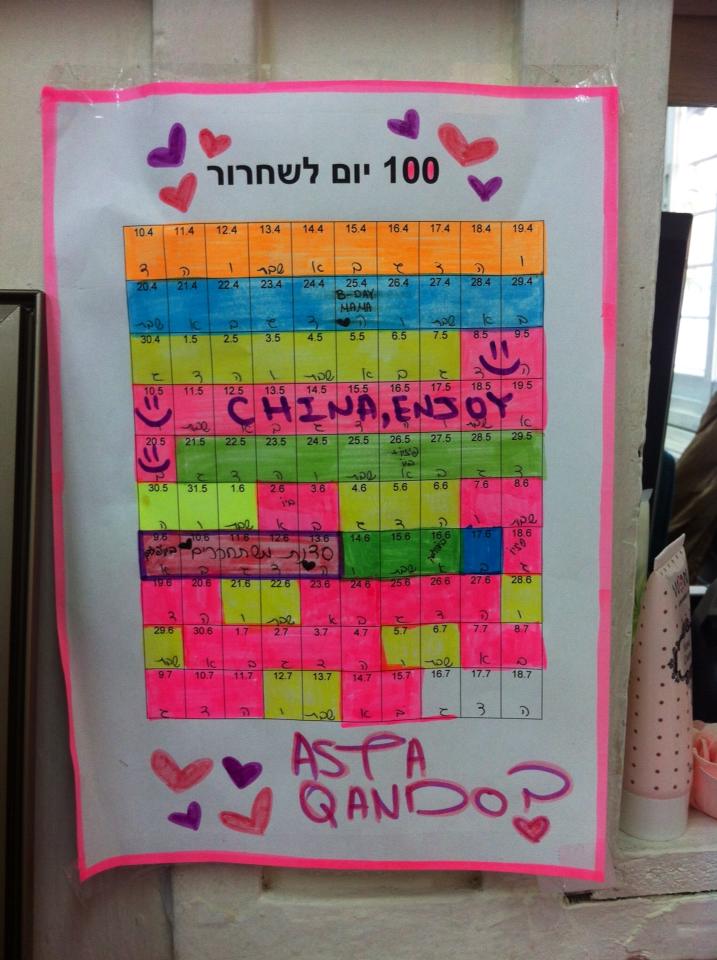 100 יום לשחרור
10.4 11.4 12.4 13.4 14.4 15.4 16.4 17.4 18.4 19.4
ד ה ו שבת א ב ג ד ה ו
20.4 21.4 22.4 23.4 24.4 25.4 26.4 27.4 28.4 29.4
B-DAY
MAMA
שבת א ב ג ד ה ו שבת א ב
30.4 1.5 2.5 3.5 4.5 5.5 6.5 7.5 8.5 9.5
ג ד ה ו שבת א ב ג ד ה
10.5 11.5 12.5 13.5 14.5 15.5 16.5 17.5 18.5 19.5
CHINA, ENJOY
20.5 21.5 22.5 23.5 24.5 25.5 26.5 27.5 28.5 29.5
ב ג ד ה ו שבת א ב ג ד
30.5 31.5 1.6 2.6 3.6 4.6 5.6 6.6 7.6 8.6
ה ו שבת א ב ג ד ה ו
9.6 10.6 11.6 12.6 13.6 14.6 15.6 16.6 17.6 18.6
סדנת משתחררים
א ב ג ד ה ו שבת א
19.6 20.6 21.6 22.6 23.6 24.6 25.6 26.6 27.6 28.6
ד ה ו שבת א ב ג ד ה ו
29.6 30.6 1.7 2.7 3.7 4.7 5.7 6.7 7.7 8.7
שבת א ב ג ד ה ו שבת א ב
9.7 10.7 11.7 12.7 13.7 14.7 15.7 16.7 17.7 18.7
ג ד ה ו שבת א ב ג ד ה
ASTA
QANDO?